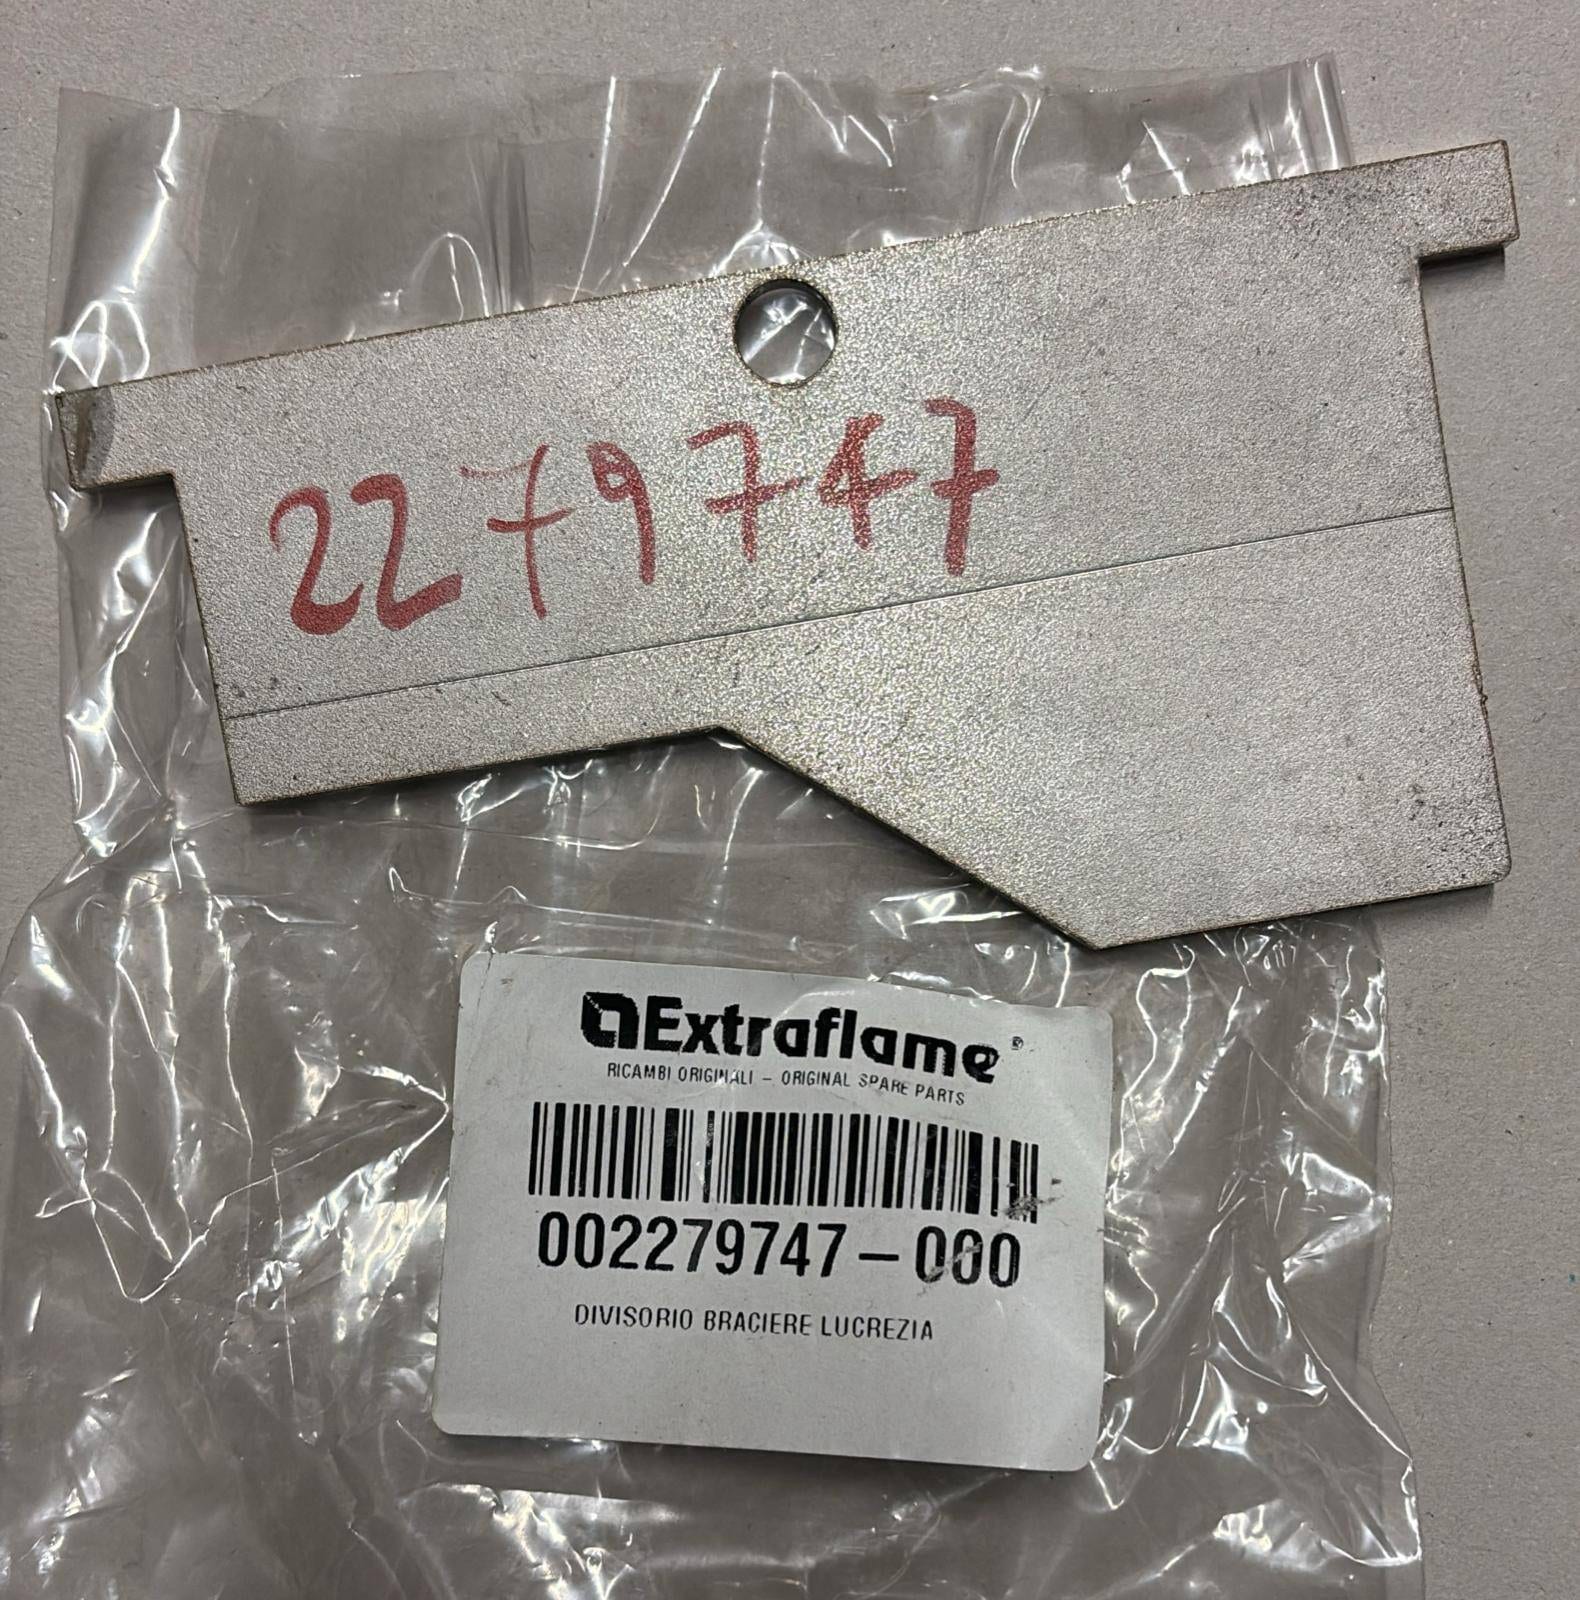 2279747
Extraflame®
RICAMBI ORIGINALI – ORIGINAL SPARE PARTS
002279747-000
DIVISORIO BRACIERE LUCREZIA